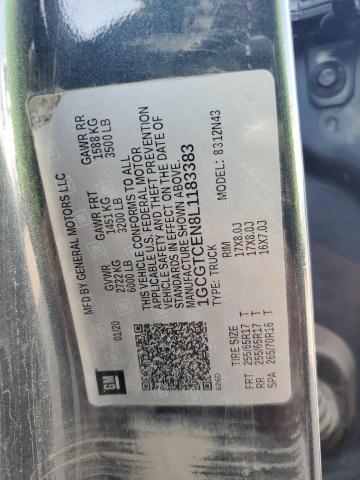 MFD BY GENERAL MOTORS LLC
01/20 GVWR GAWR FRT GAWR RR
2722 KG 1451 KG 1588 KG
6000 LB 3200 LB 3500 LB
THIS VEHICLE CONFORMS TO ALL
APPLICABLE U.S. FEDERAL MOTOR
VEHICLE SAFETY AND THEFT PREVENTION
STANDARDS IN EFFECT ON THE DATE OF
MANUFACTURE SHOWN ABOVE.
1GCGTCEN8L1183383
TYPE: TRUCK 8312N43
TIRE SIZE RIM
FRT 255/65R17 T 17X8.0J
RR 255/65R17 T 17X8.0J
SPA 265/70R16 T 16X7.0J
GM
626D